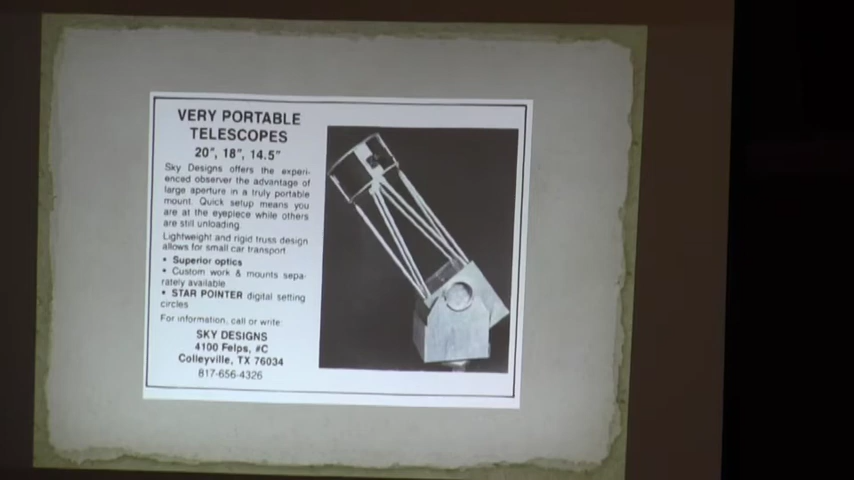 VERY PORTABLE
TELESCOPES
20", 18", 14.5"
Sky Designs offers the experi-
enced observer the advantage of
large aperture in a truly portable
mount. Quick setup means you
are at the eyepiece while others
are still unloading.
Lightweight and rigid truss design
allows for small car transport
• Superior optics
• Custom work & mounts sepa-
rately available
• STAR POINTER digital setting
circles
For information, call or write:
SKY DESIGNS
4100 Felps, #C
Colleyville, TX 76034
817-656-4326